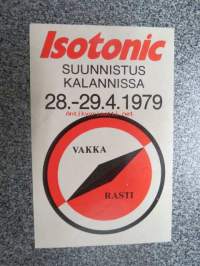 Isotonic
SUUNNISTUS
KALANNISSA
28.-29.4.1979
VAKKA
RASTI